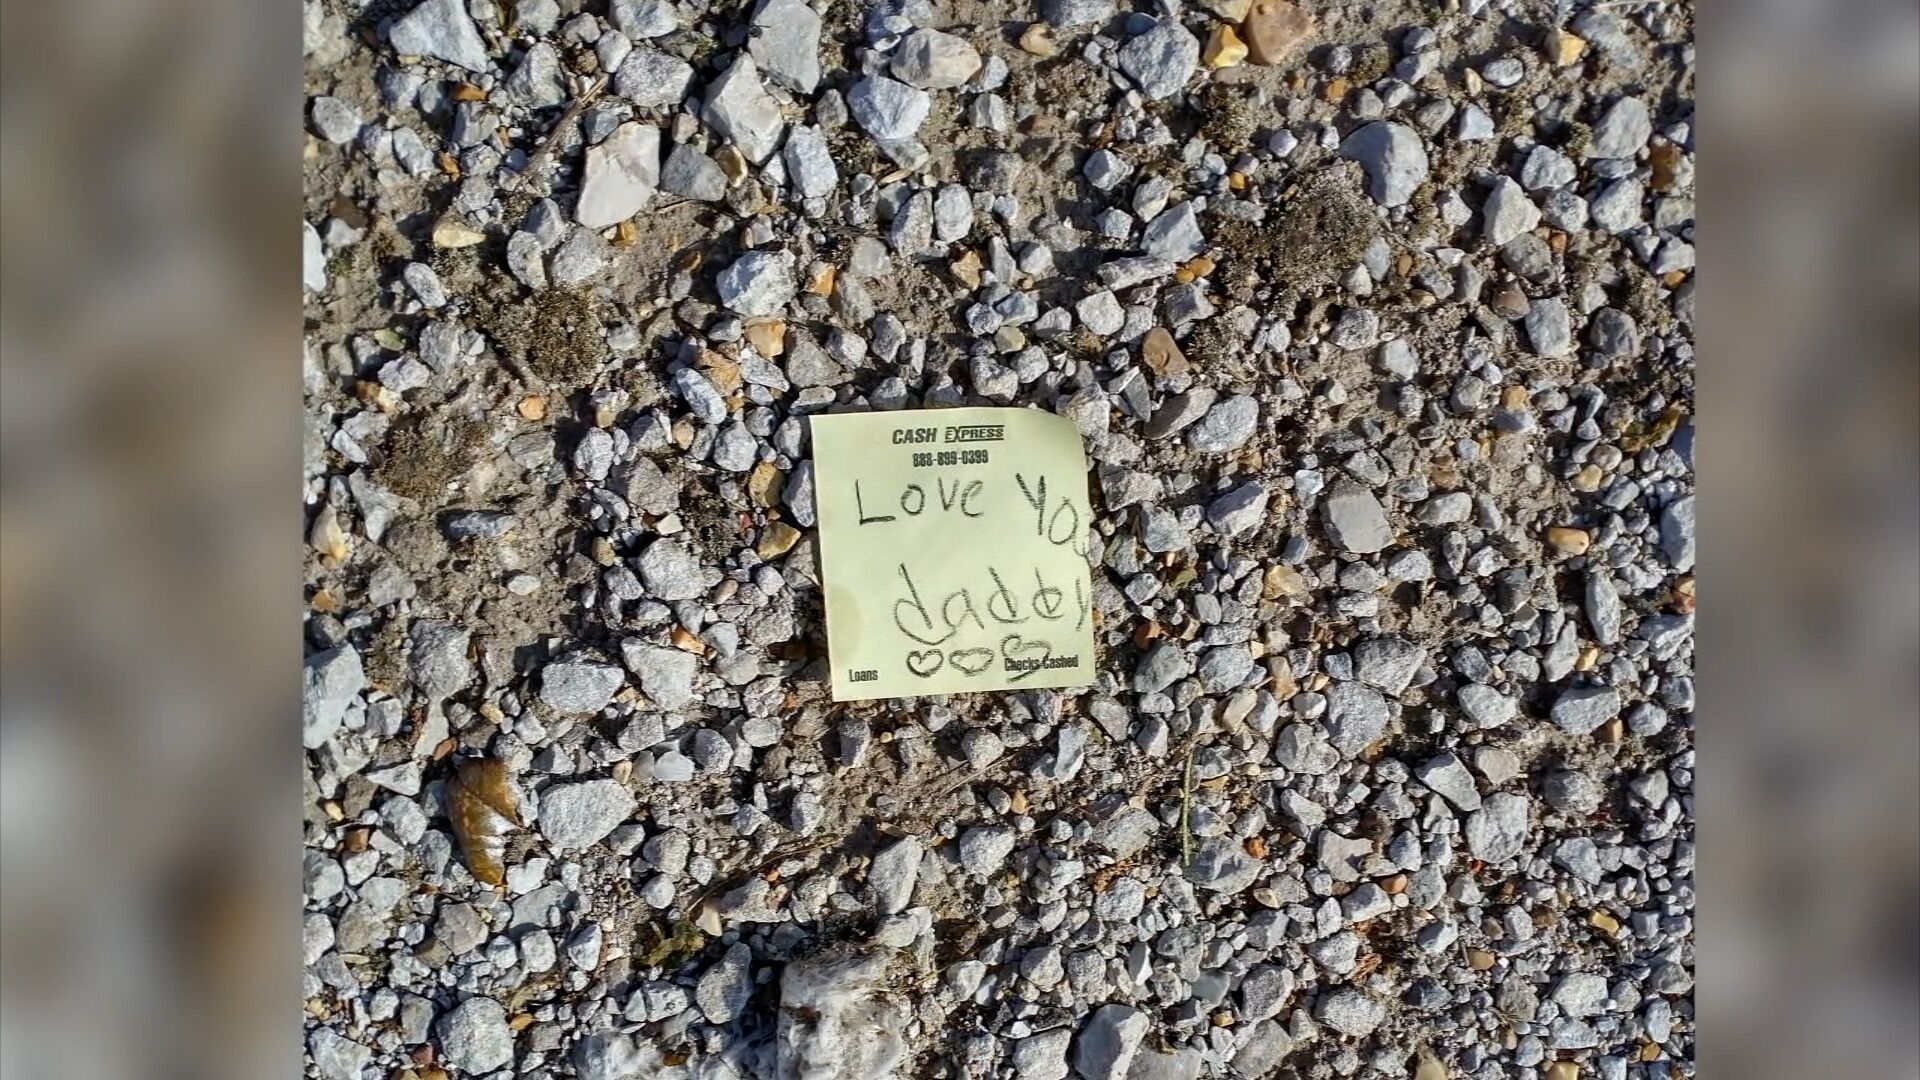 CASH EXPRESS
888-899-0399
Love You
daddy
Loans Checks Cashed